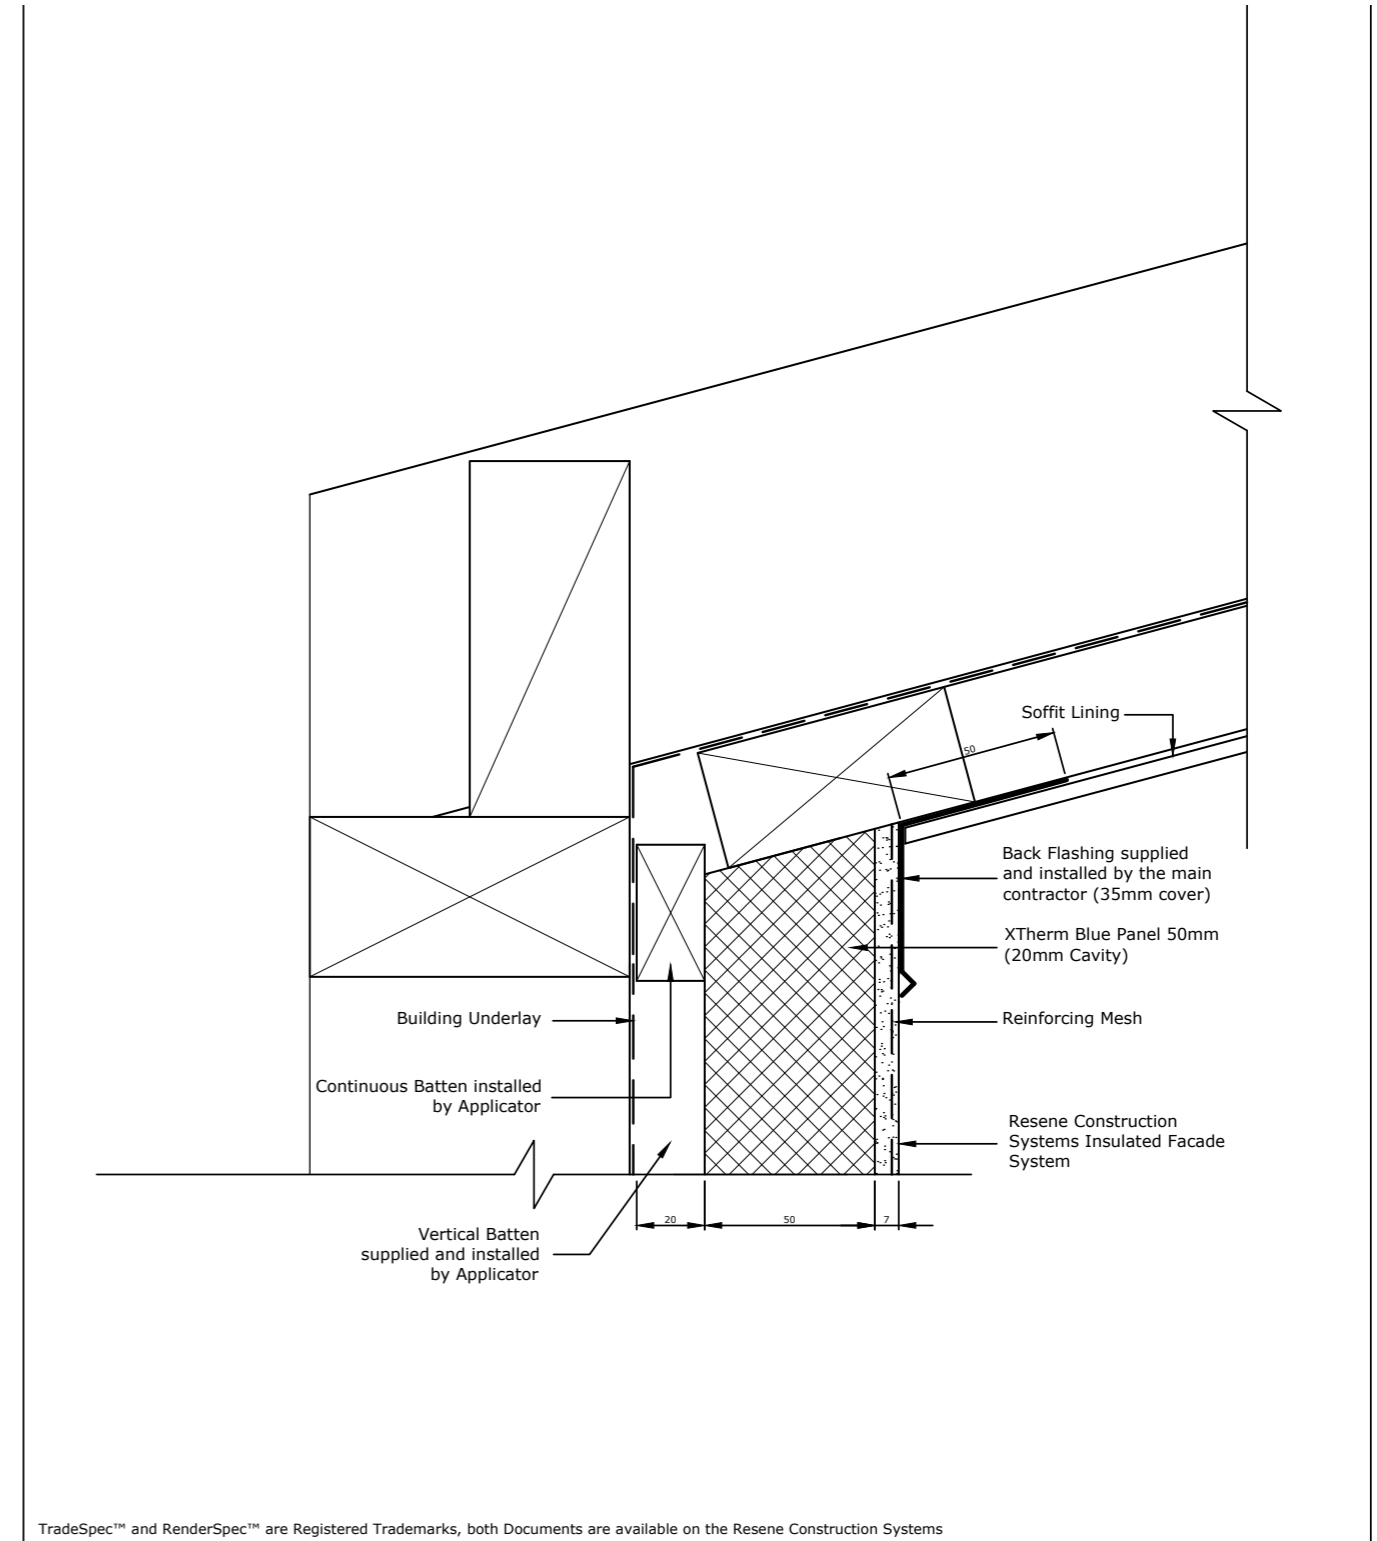 Soffit Lining
50
Back Flashing supplied
and installed by the main
contractor (35mm cover)
XTherm Blue Panel 50mm
(20mm Cavity)
Building Underlay
Reinforcing Mesh
Continuous Batten installed
by Applicator
Resene Construction
Systems Insulated Facade
System
20
50
7
Vertical Batten
supplied and installed
by Applicator
TradeSpec™ and RenderSpec™ are Registered Trademarks, both Documents are available on the Resene Construction Systems